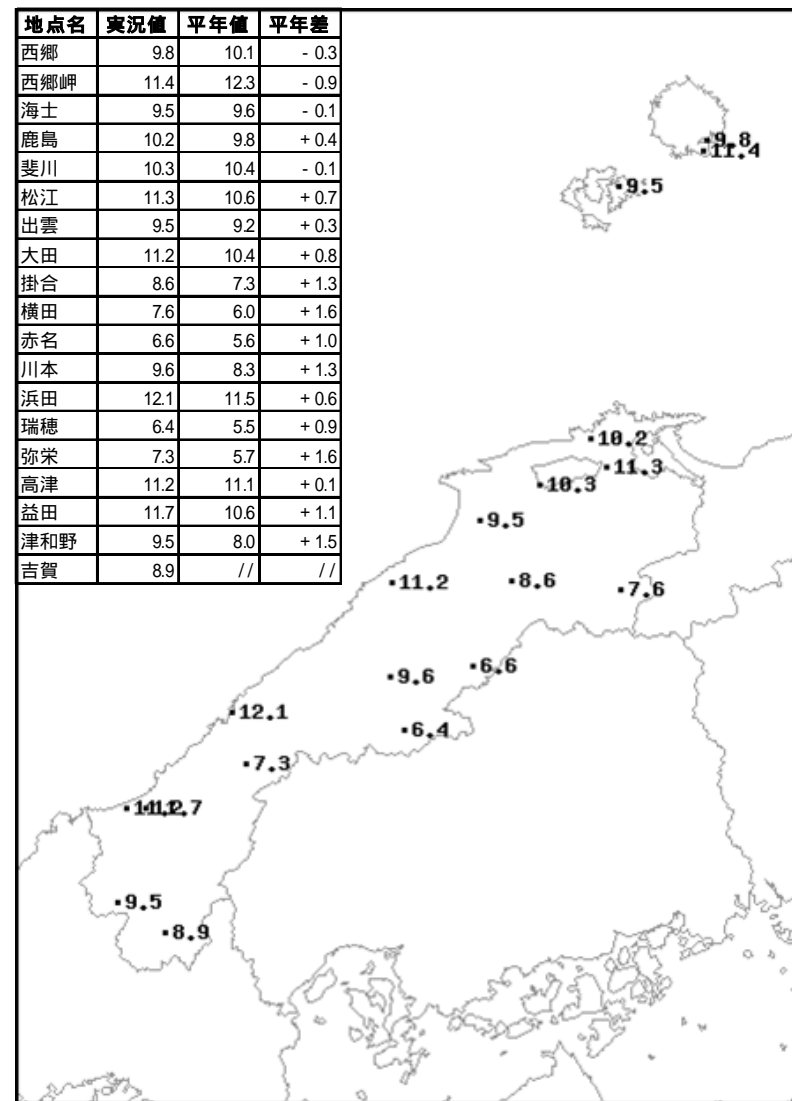 地点名 実況値 平年値 平年差
西郷 9.8 10.1 - 0.3
西郷岬 11.4 12.3 - 0.9
海士 9.5 9.6 - 0.1
鹿島 10.2 9.8 + 0.4
斐川 10.3 10.4 - 0.1
松江 11.3 10.6 + 0.7
出雲 9.5 9.2 + 0.3
大田 11.2 10.4 + 0.8
掛合 8.6 7.3 + 1.3
横田 7.6 6.0 + 1.6
赤名 6.6 5.6 + 1.0
川本 9.6 8.3 + 1.3
浜田 12.1 11.5 + 0.6
瑞穂 6.4 5.5 + 0.9
弥栄 7.3 5.7 + 1.6
高津 11.2 11.1 + 0.1
益田 11.7 10.6 + 1.1
津和野 9.5 8.0 + 1.5
吉賀 8.9 // //
9.8
11.4
9.5
10.2
11.3
10.3
9.5
11.2
8.6
7.6
6.6
9.6
12.1
6.4
7.3
11.2
11.7
9.5
8.9